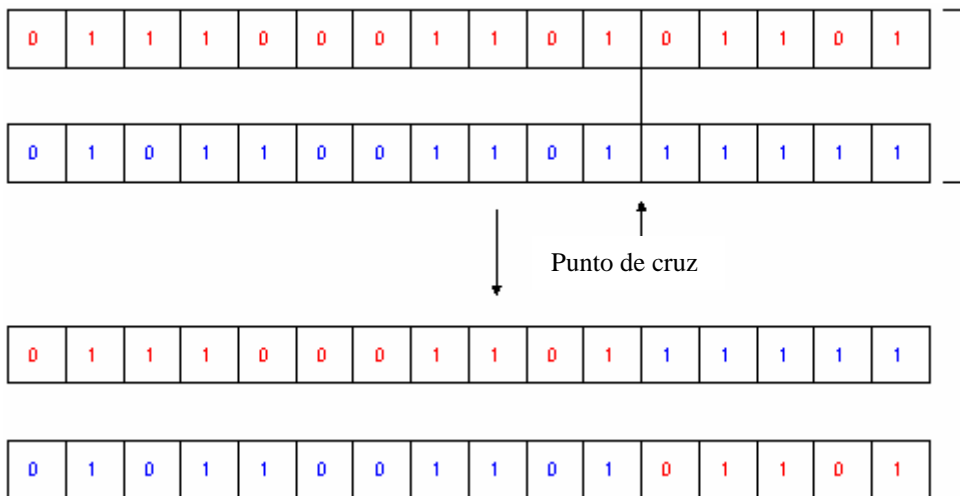 0 1 1 1 0 0 0 1 1 0 1 0 1 1 0 1
0 1 0 1 1 0 0 1 1 0 1 1 1 1 1 1
Punto de cruz
0 1 1 1 0 0 0 1 1 0 1 1 1 1 1 1
0 1 0 1 1 0 0 1 1 0 1 0 1 1 0 1